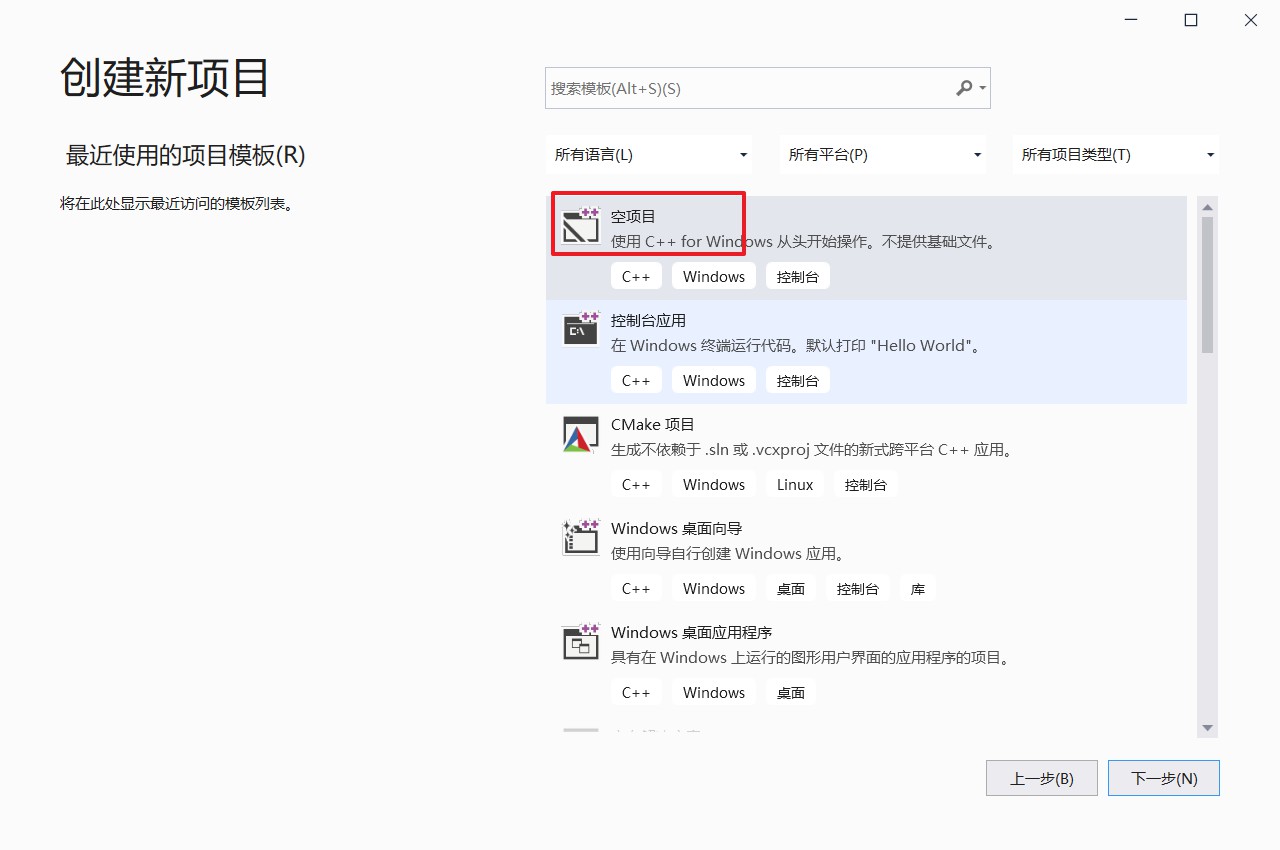 创建新项目
最近使用的项目模板(R)
将在此处显示最近访问的模板列表。
搜索模板(Alt+S)(S)
所有语言(L) 所有平台(P) 所有项目类型(T)
空项目
使用 C++ for Windows 从头开始操作。不提供基础文件。
C++ Windows 控制台
控制台应用
在 Windows 终端运行代码。默认打印 "Hello World"。
C++ Windows 控制台
CMake 项目
生成不依赖于 .sln 或 .vcxproj 文件的新式跨平台 C++ 应用。
C++ Windows Linux 控制台
Windows 桌面向导
使用向导自行创建 Windows 应用。
C++ Windows 桌面 控制台 库
Windows 桌面应用程序
具有在 Windows 上运行的图形用户界面的应用程序的项目。
C++ Windows 桌面
上一步(B) 下一步(N)